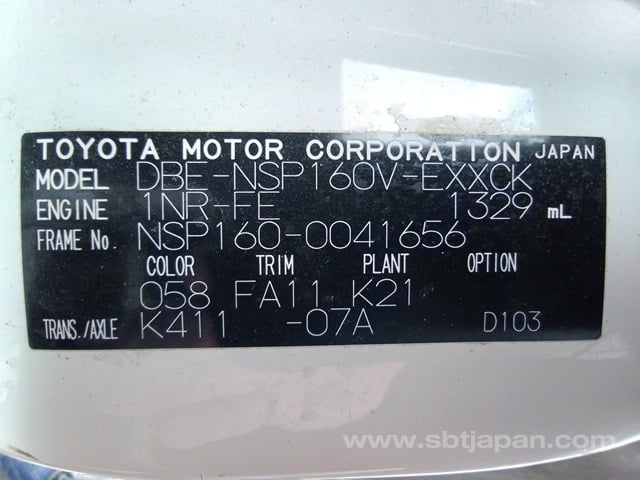 TOYOTA MOTOR CORPORATION JAPAN
MODEL DBE-NSP160V-EXXCK
ENGINE 1NR-FE 1329 mL
FRAME No. NSP160-0041656
COLOR TRIM PLANT OPTION
058 FA11 K21
TRANS./AXLE K411 -07A D103
www.sbtjapan.com